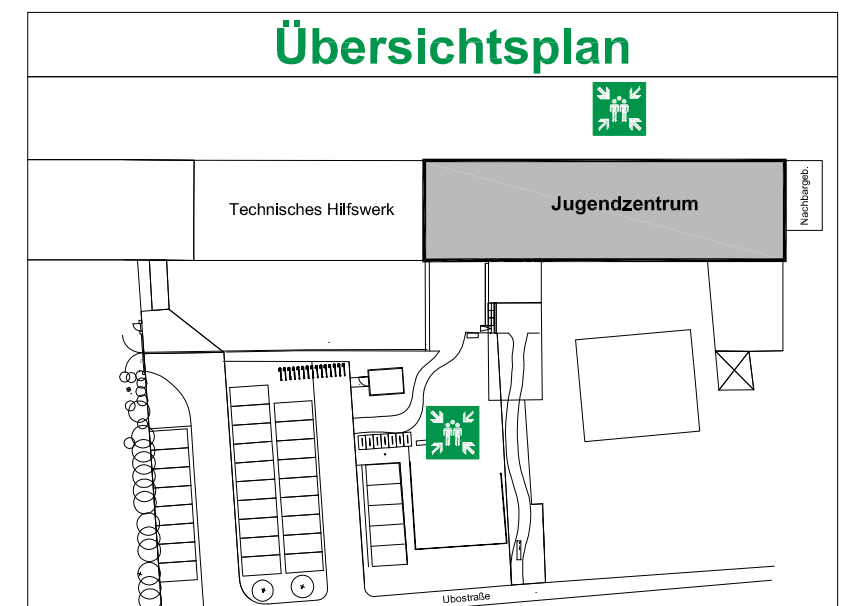 Übersichtsplan
Technisches Hilfswerk
Jugendzentrum
Nachbargeb.
Ubostraße